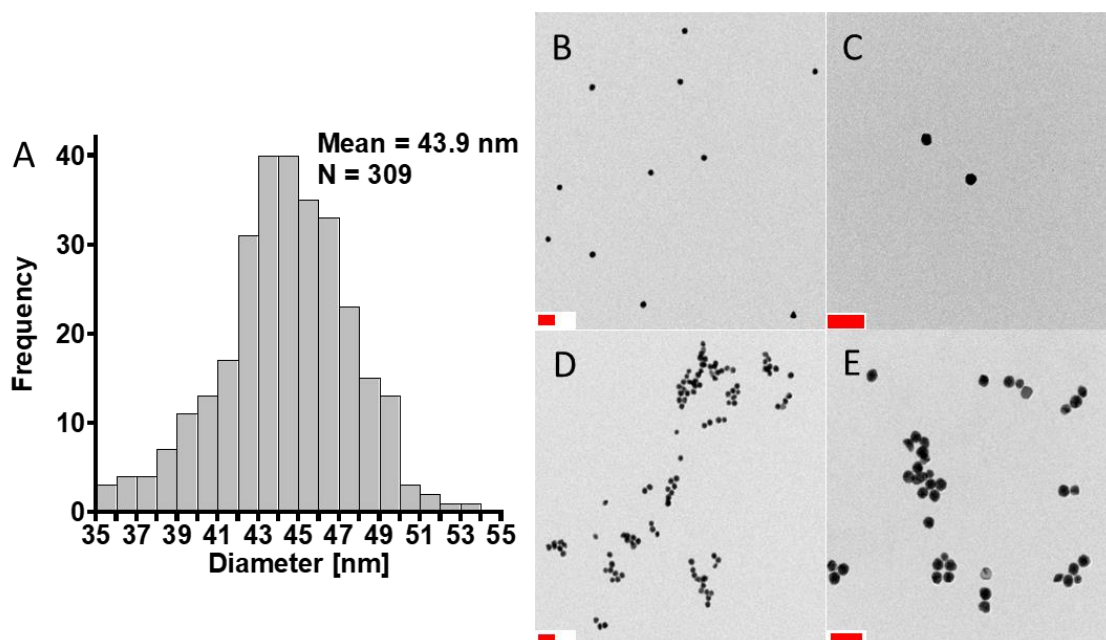 A
Mean = 43.9 nm
N = 309
Frequency
40
30
20
10
0
35 37 39 41 43 45 47 49 51 53 55
Diameter [nm]
B
C
D
E